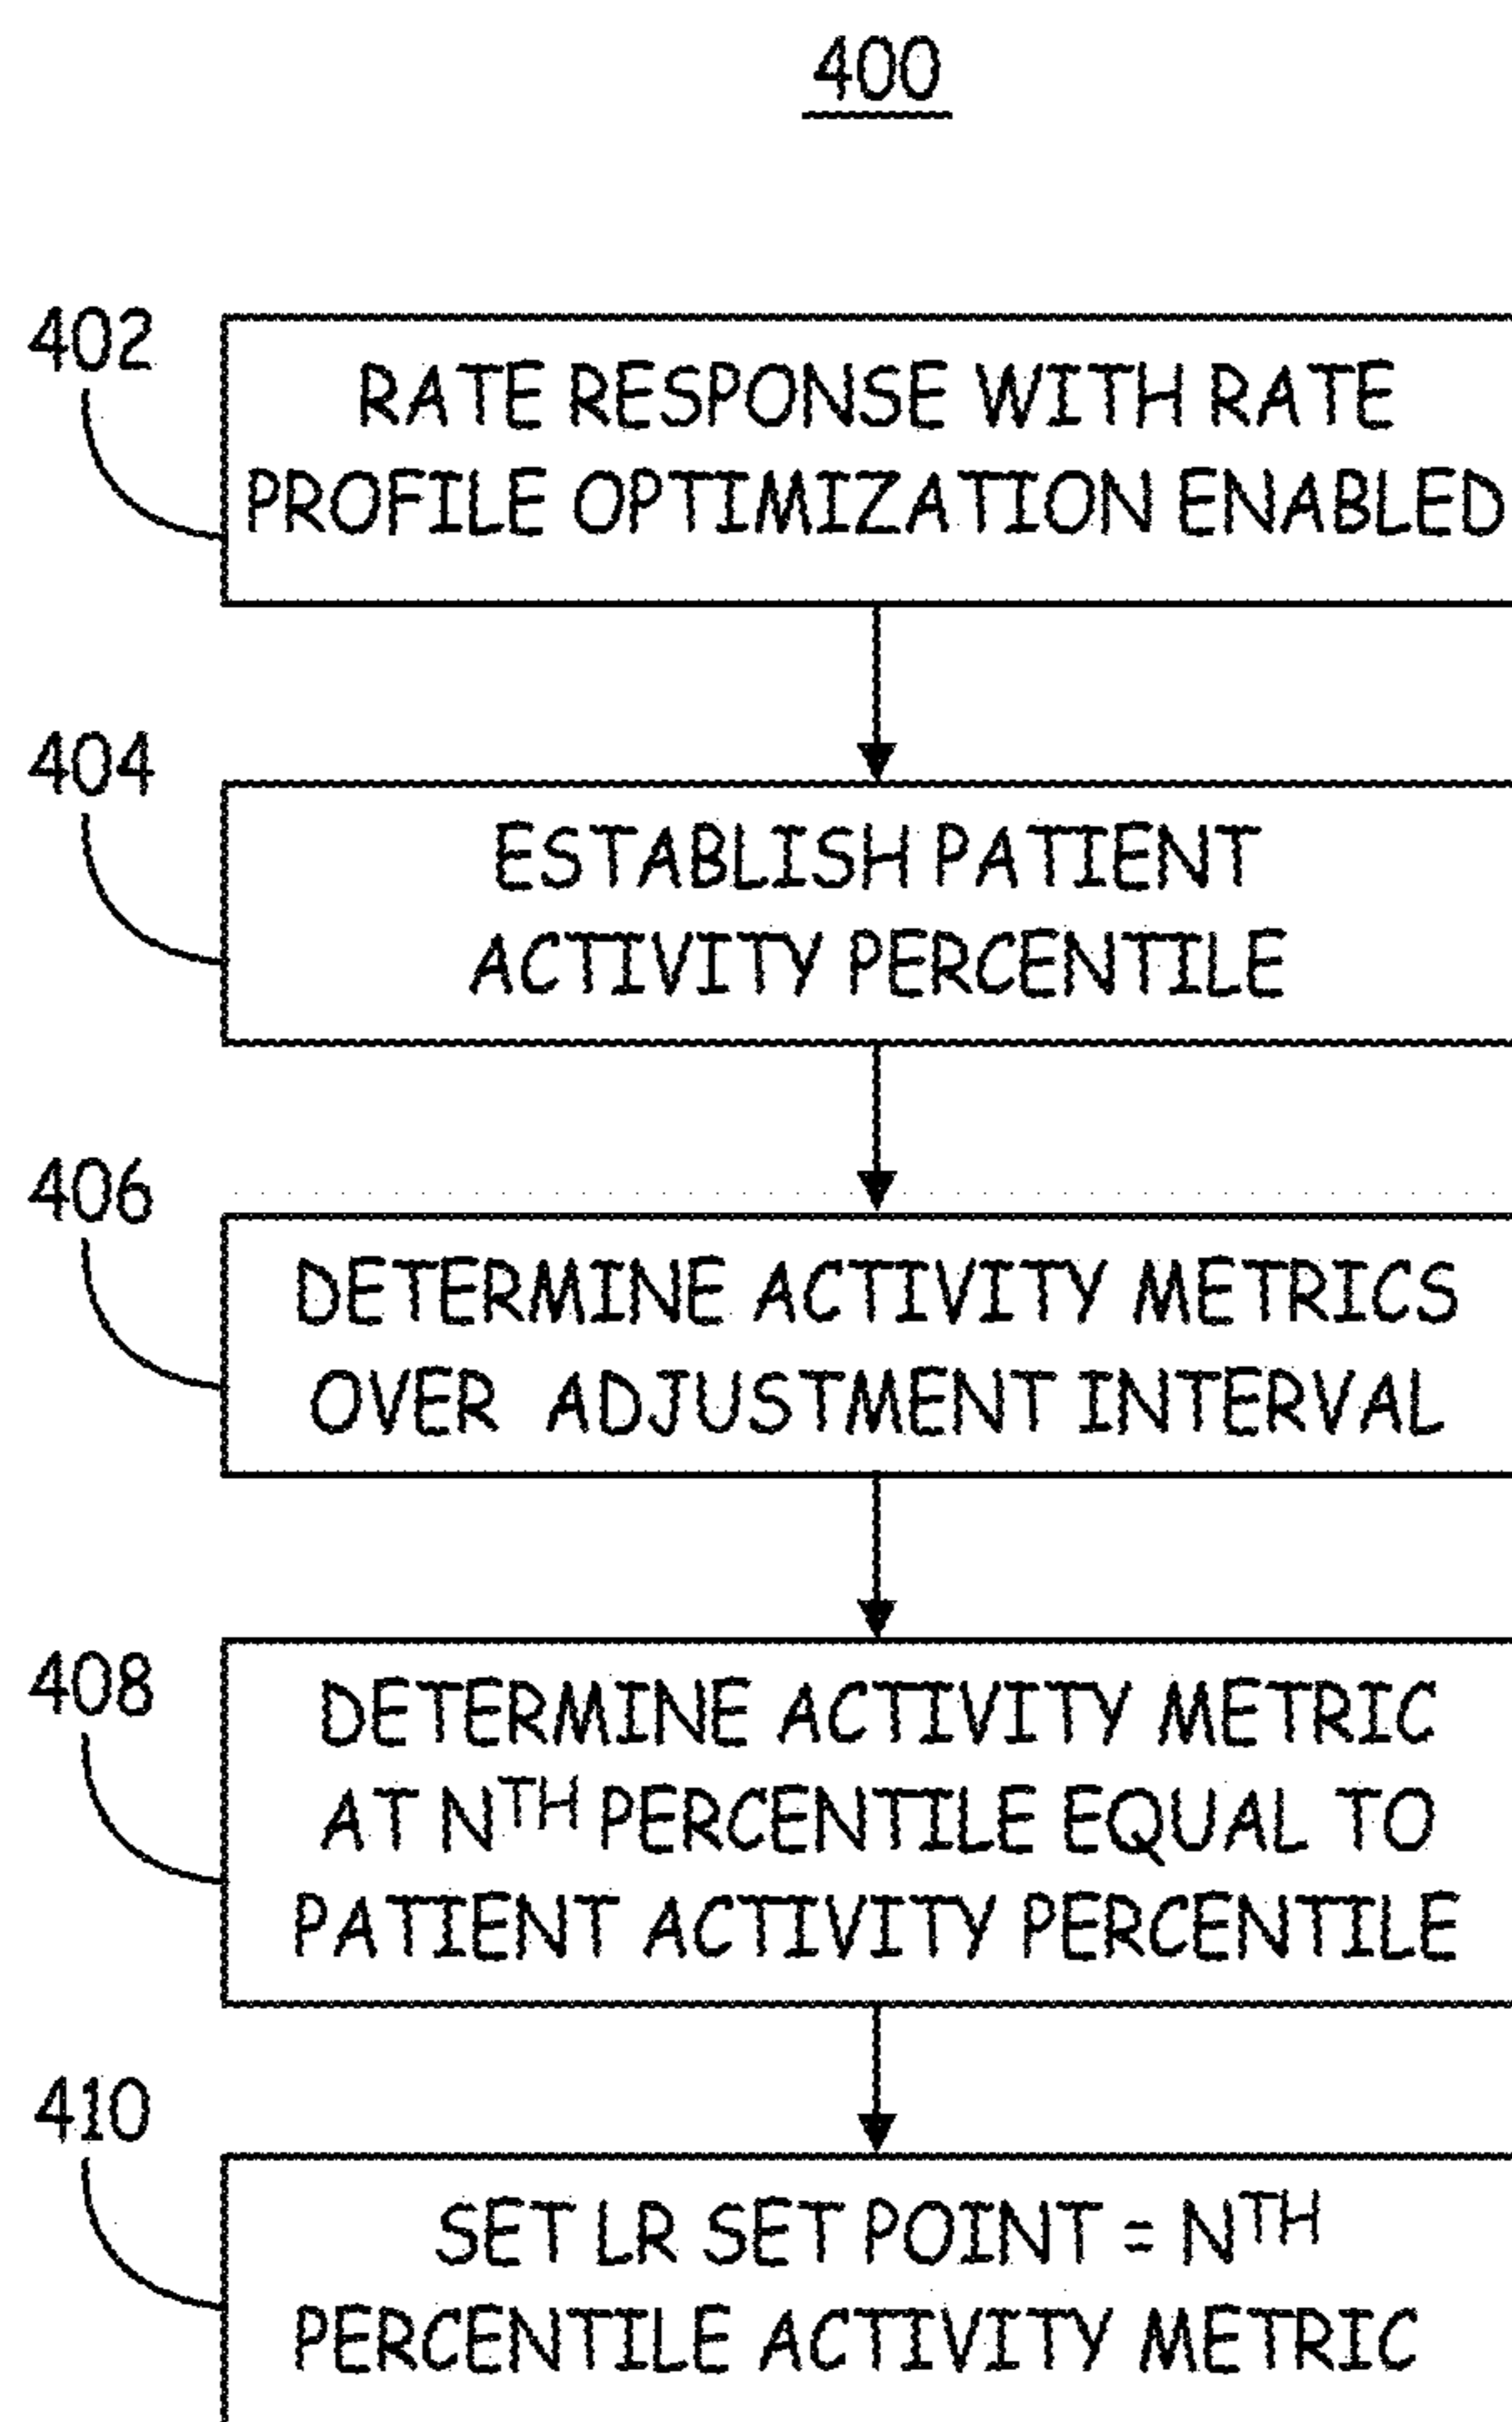 400
402
RATE RESPONSE WITH RATE
PROFILE OPTIMIZATION ENABLED
404
ESTABLISH PATIENT
ACTIVITY PERCENTILE
406
DETERMINE ACTIVITY METRICS
OVER ADJUSTMENT INTERVAL
408
DETERMINE ACTIVITY METRIC
AT NTH PERCENTILE EQUAL TO
PATIENT ACTIVITY PERCENTILE
410
SET LR SET POINT = NTH
PERCENTILE ACTIVITY METRIC